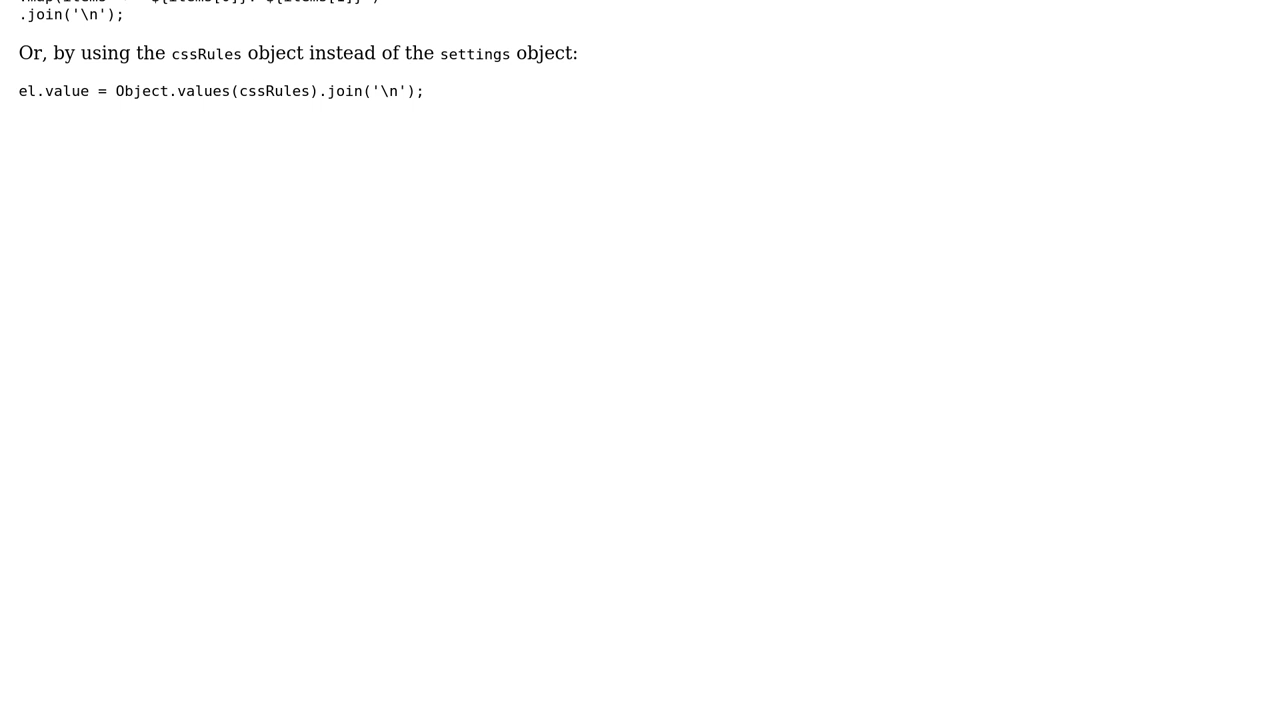 .join('\n');
Or, by using the cssRules object instead of the settings object:
el.value = Object.values(cssRules).join('\n');